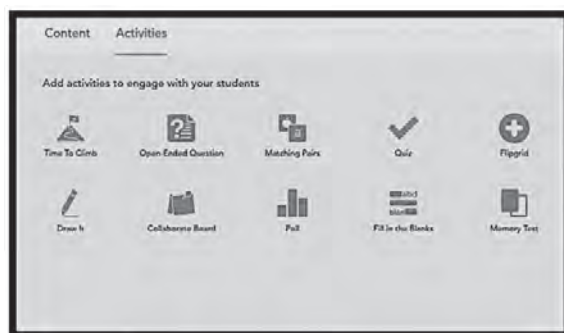 Content Activities
Add activities to engage with your students
Time To Climb Open-Ended Question Matching Pairs Quiz Flipgrid
Draw It Collaborate Board Poll Fill in the Blanks Memory Test